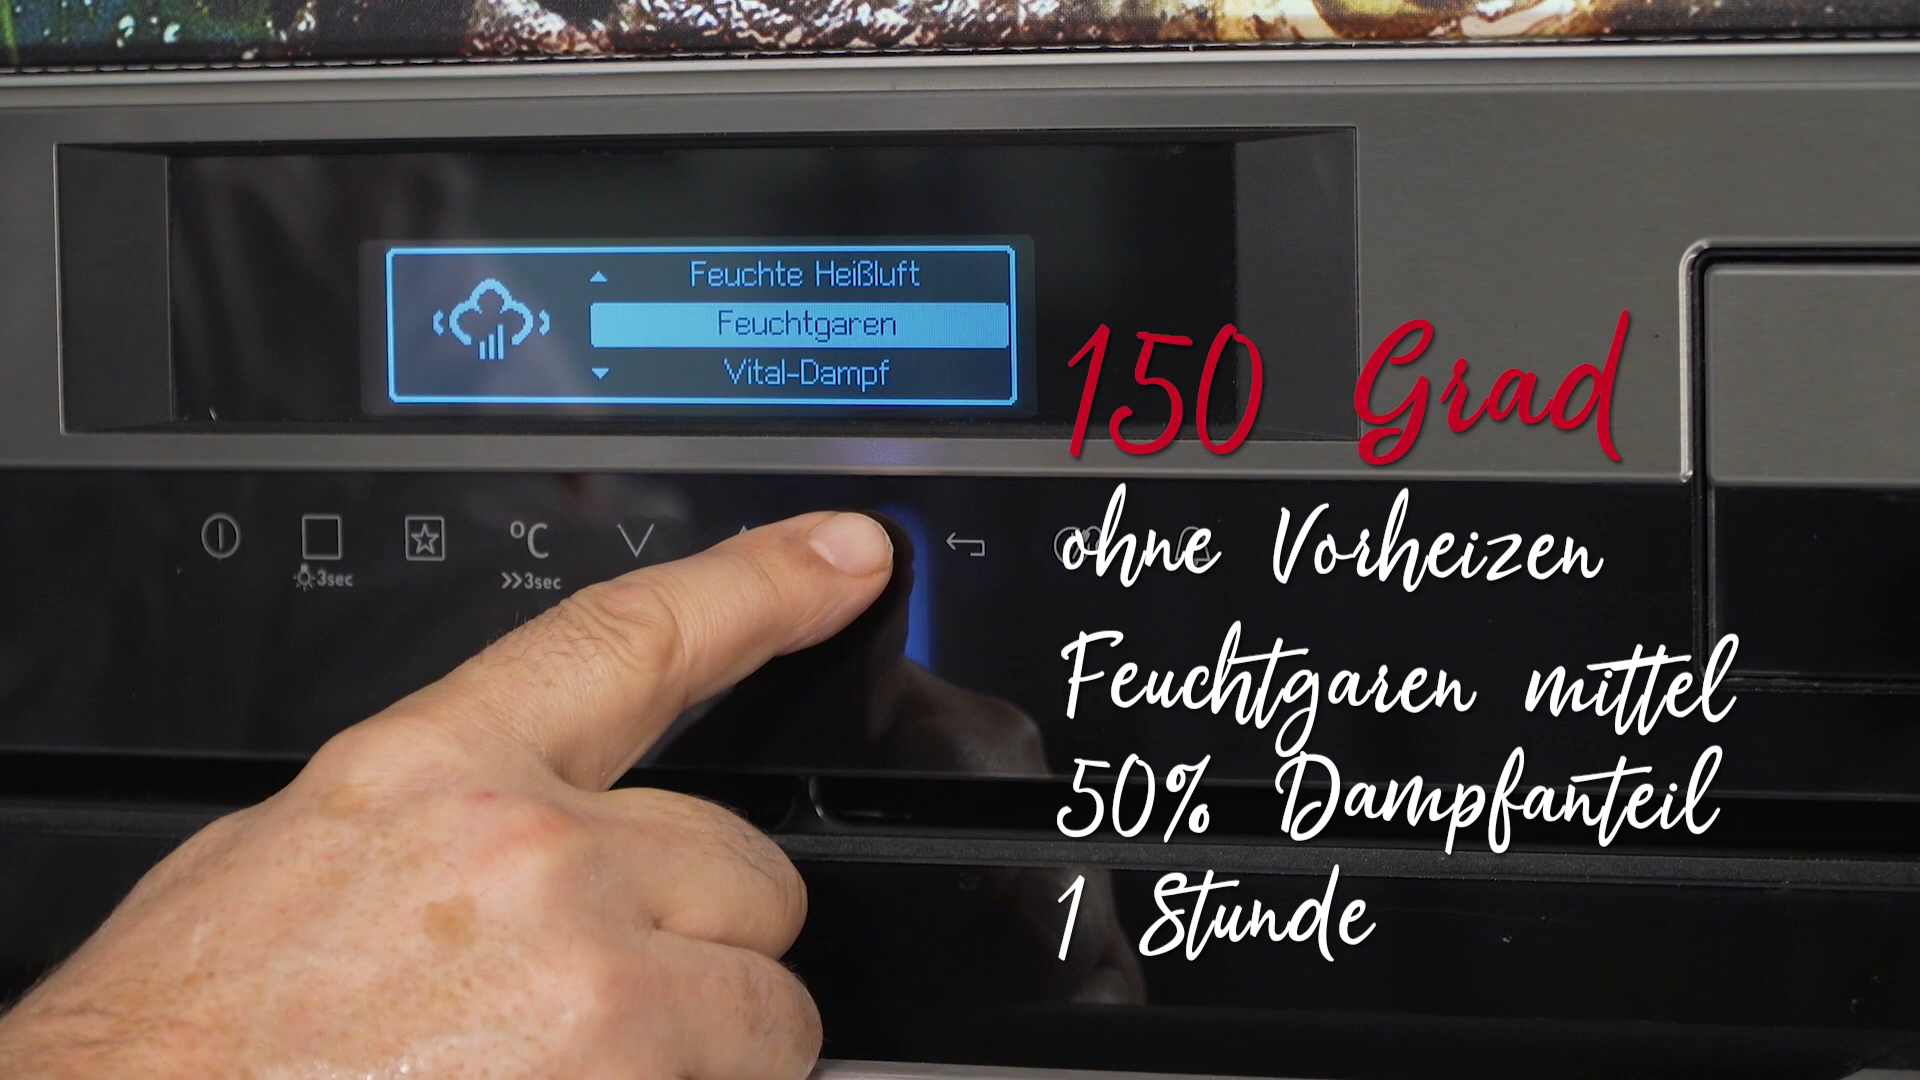 Feuchte Heißluft
Feuchtgaren
Vital-Dampf
150 Grad
°C
3sec
»3sec
ohne Vorheizen
Feuchtgaren mittel
50% Dampfanteil
1 Stunde